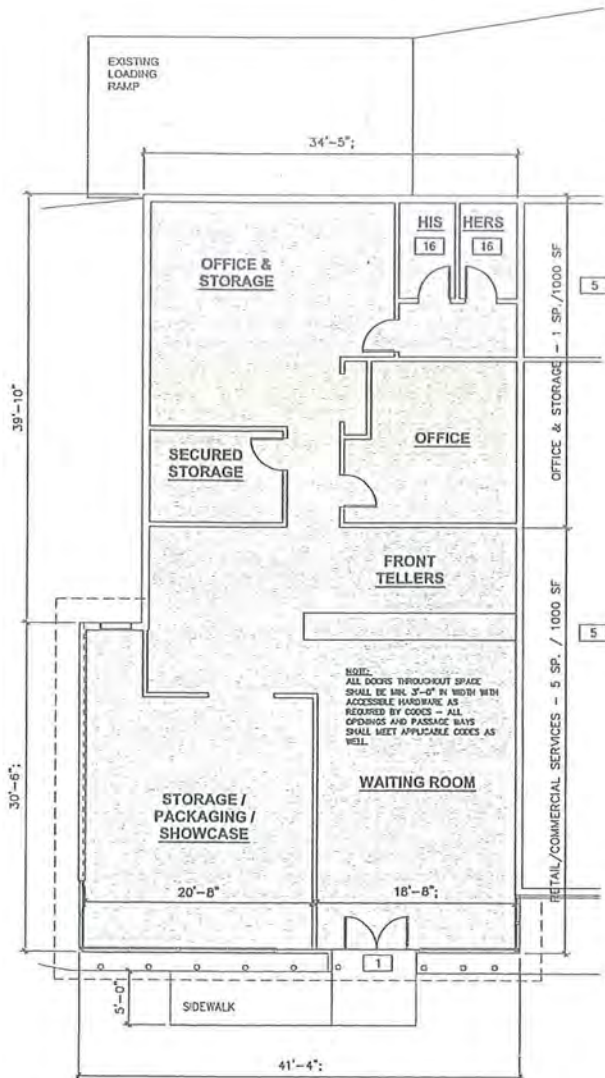 EXISTING
LOADING
RAMP
34'-5";
HIS
HERS
16
16
OFFICE &
STORAGE
5
OFFICE & STORAGE - 1 SP./1000 SF
39'-10"
OFFICE
SECURED
STORAGE
FRONT
TELLERS
5
RETAIL/COMMERCIAL SERVICES - 5 SP. / 1000 SF
NOTE:
ALL DOORS THROUGHOUT SPACE
SHALL BE MIN. 3'-0" IN WIDTH WITH
ACCESSIBLE HARDWARE AS
REQUIRED BY CODES - ALL
OPENINGS AND PASSAGE WAYS
SHALL MEET APPLICABLE CODES AS
WELL.
WAITING ROOM
30'-6";
STORAGE /
PACKAGING /
SHOWCASE
20'-8"
18'-8";
1
5'-0"
SIDEWALK
41'-4";